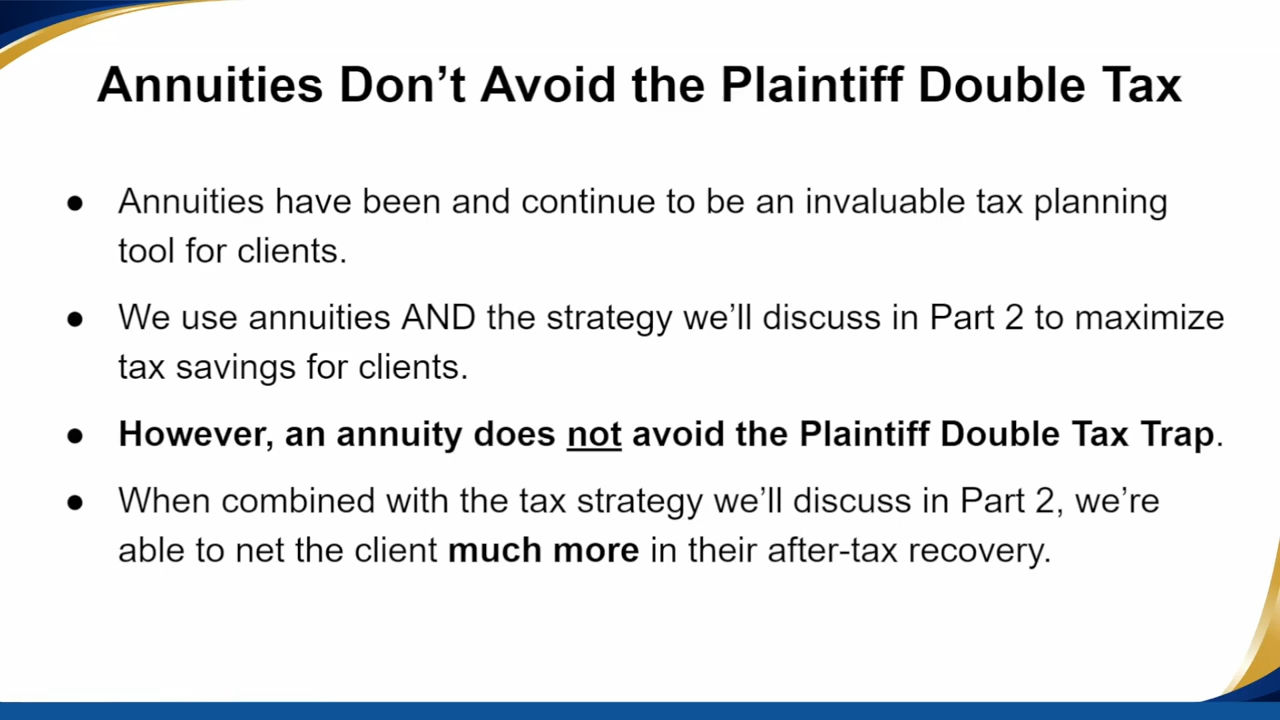 Annuities Don’t Avoid the Plaintiff Double Tax
● Annuities have been and continue to be an invaluable tax planning
tool for clients.
● We use annuities AND the strategy we’ll discuss in Part 2 to maximize
tax savings for clients.
● However, an annuity does not avoid the Plaintiff Double Tax Trap.
● When combined with the tax strategy we’ll discuss in Part 2, we’re
able to net the client much more in their after-tax recovery.